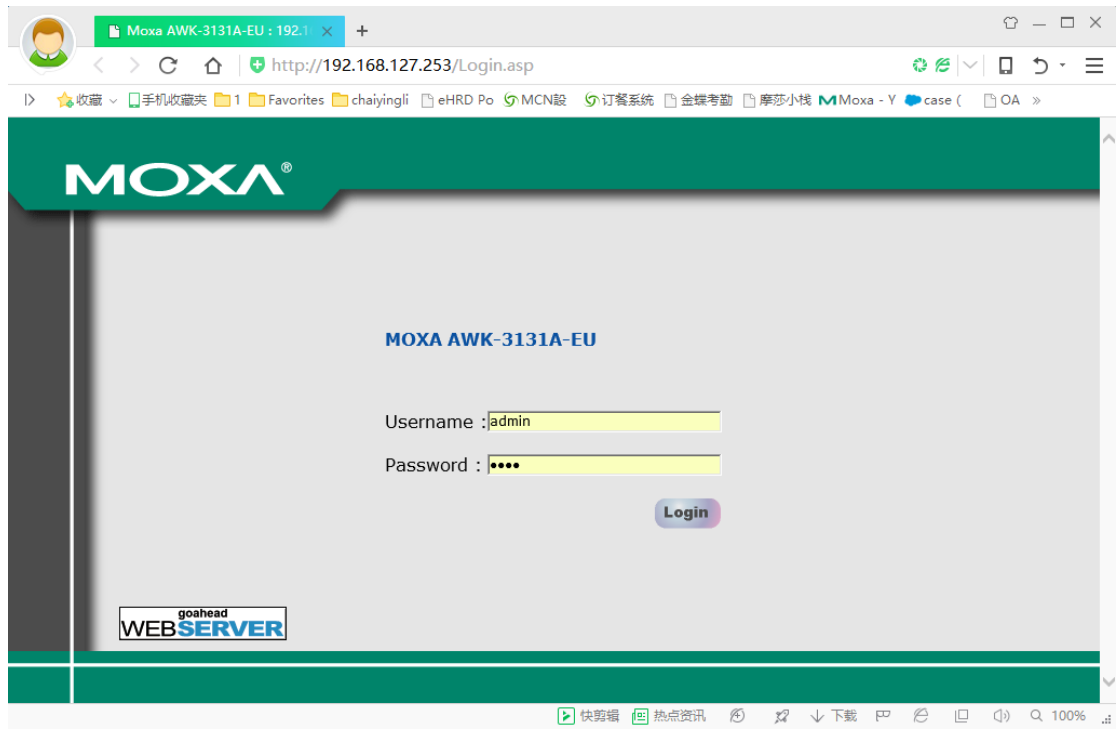 Moxa AWK-3131A-EU : 192.1
http://192.168.127.253/Login.asp
收藏 手机收藏夹 1 Favorites chaiyingli eHRD Po MCN設 订餐系统 金蝶考勤 摩莎小栈 Moxa - Y case ( OA »
MOXA®
MOXA AWK-3131A-EU
Username : admin
Password : ••••
Login
goahead
WEBSERVER
快剪辑 热点资讯 下载 100%